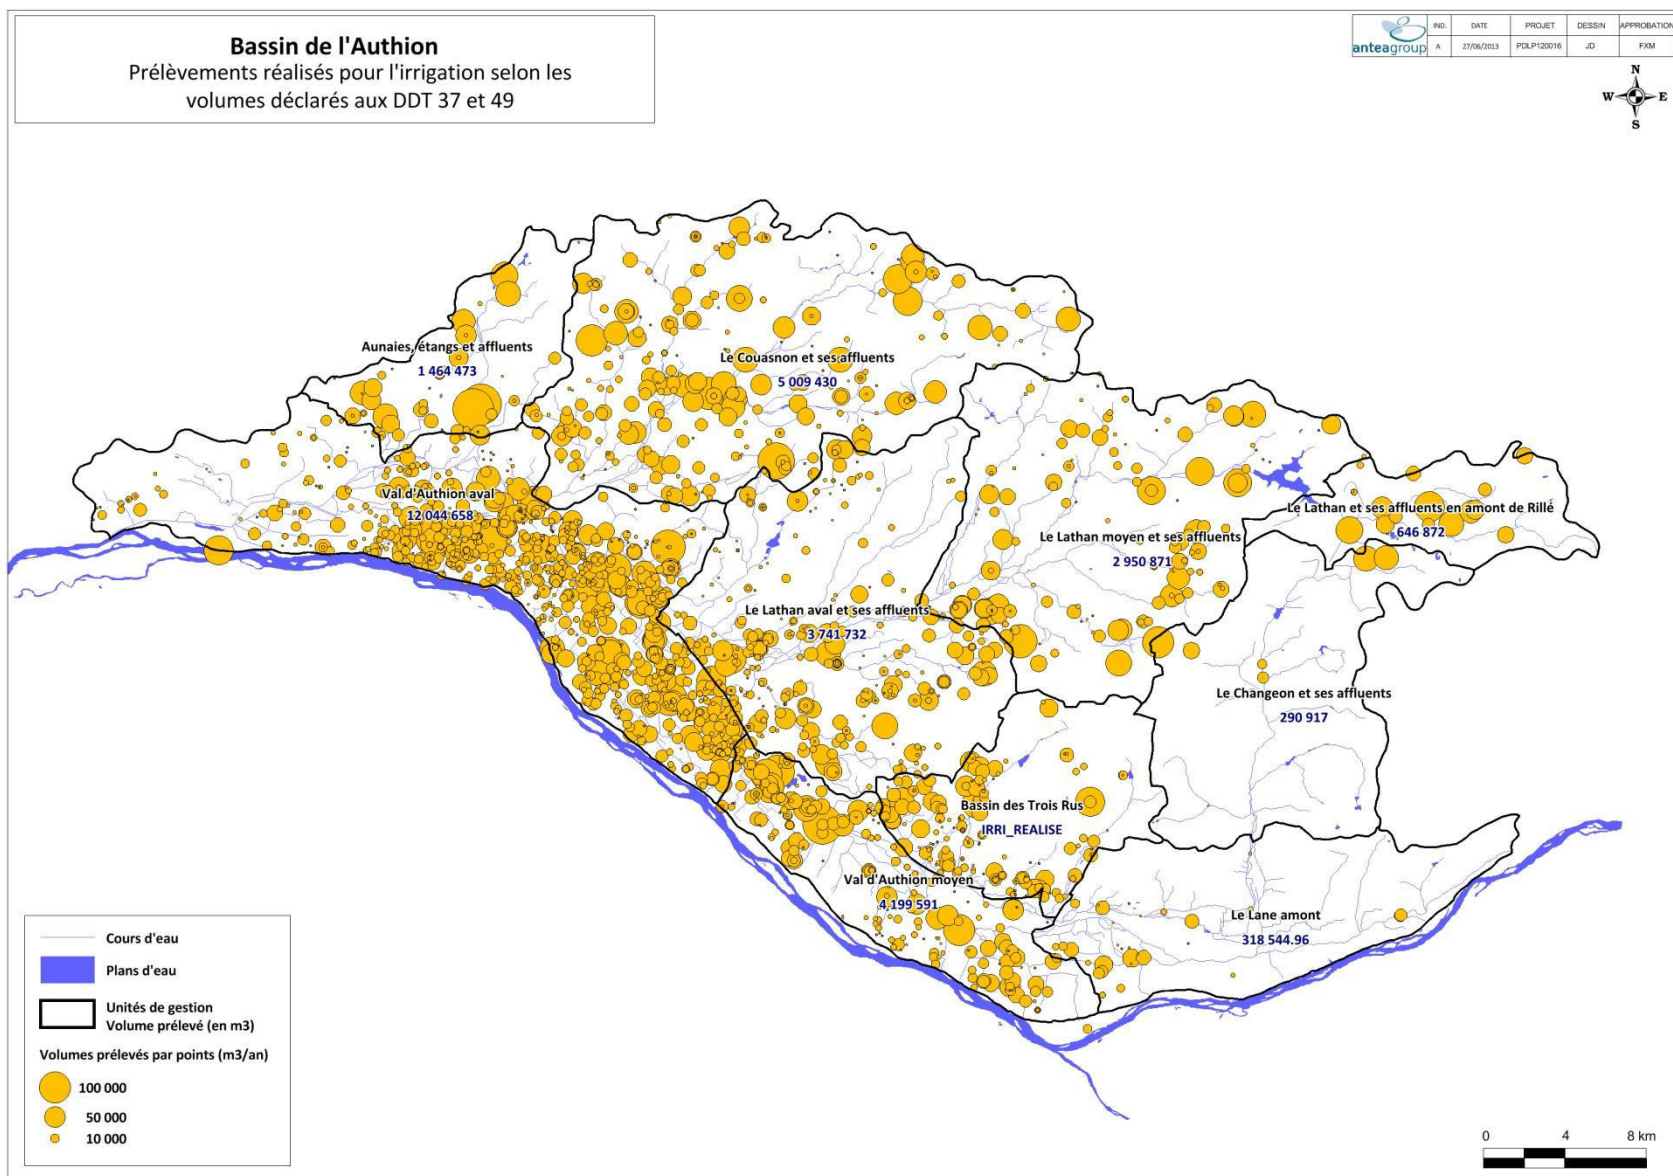 Bassin de l'Authion
Prélèvements réalisés pour l'irrigation selon les
volumes déclarés aux DDT 37 et 49
anteagroup
IND. DATE PROJET DESSIN APPROBATION
A 27/06/2013 PDLP120016 JD FXM
N
W E
S
Aunaies, étangs et affluents
1 464 473
Le Couasnon et ses affluents
5 009 430
Val d'Authion aval
12 044 658
Le Lathan et ses affluents en amont de Rillé
646 872
Le Lathan moyen et ses affluents
2 950 871
Le Lathan aval et ses affluents
3 741 732
Le Changeon et ses affluents
290 917
Bassin des Trois Rus
IRRI_REALISE
Val d'Authion moyen
4 199 591
Le Lane amont
318 544.96
Cours d'eau
Plans d'eau
Unités de gestion
Volume prélevé (en m3)
Volumes prélevés par points (m3/an)
100 000
50 000
10 000
0 4 8 km